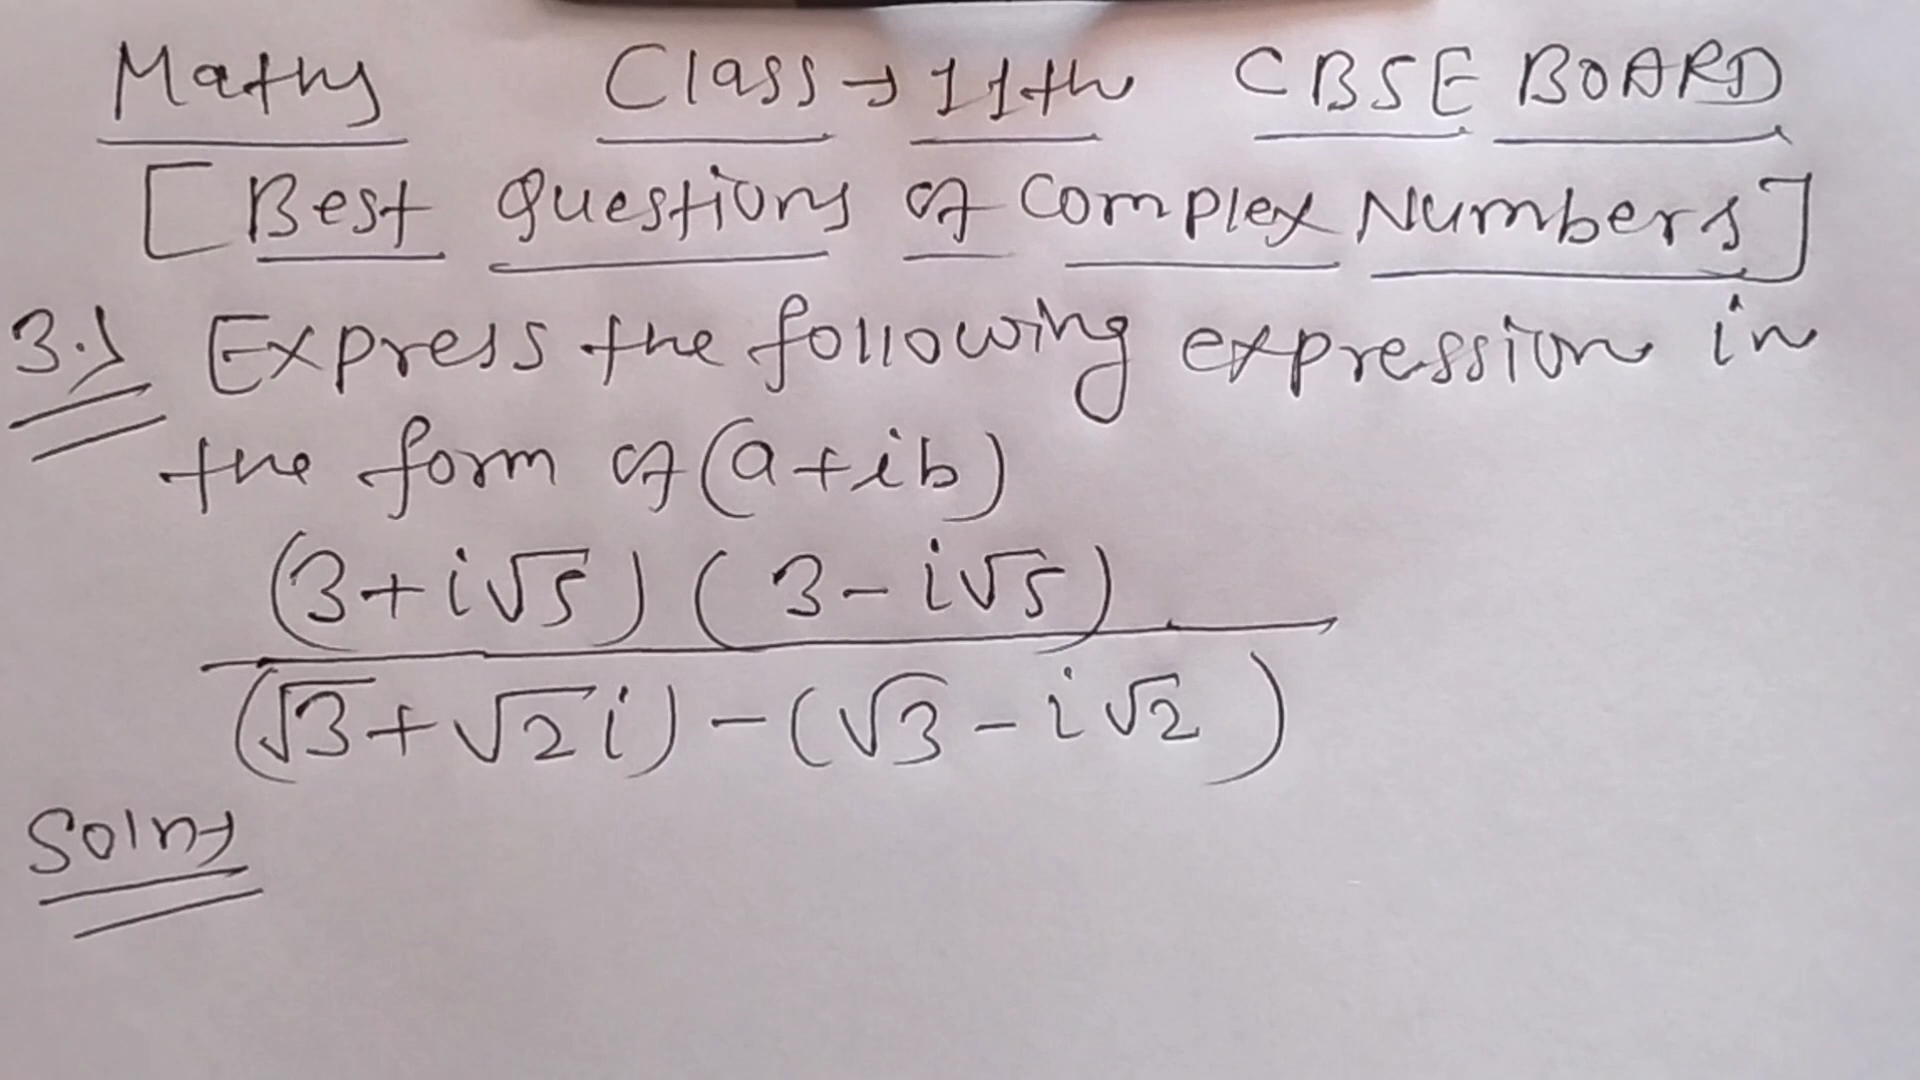 Maths Class → 11th CBSE BOARD
[Best Questions of Complex Numbers]
3.) Express the following expression in
the form of (a+ib)
(3+i√5) (3-i√5)
(√3+√2i)-(√3-i√2)
Soln→